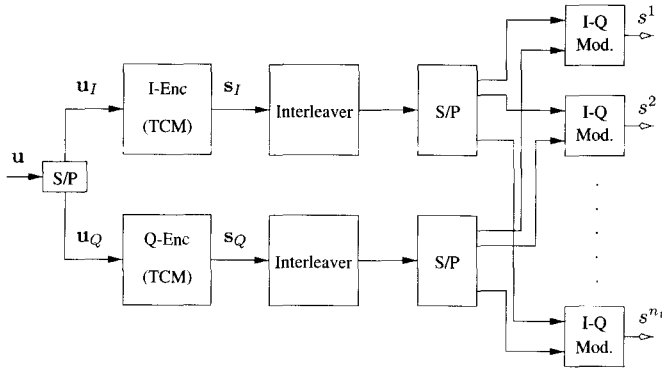 u
S/P
u_I
I-Enc
(TCM)
s_I
Interleaver
S/P
u_Q
Q-Enc
(TCM)
s_Q
Interleaver
S/P
I-Q
Mod.
s^1
I-Q
Mod.
s^2
I-Q
Mod.
s^{n_t}